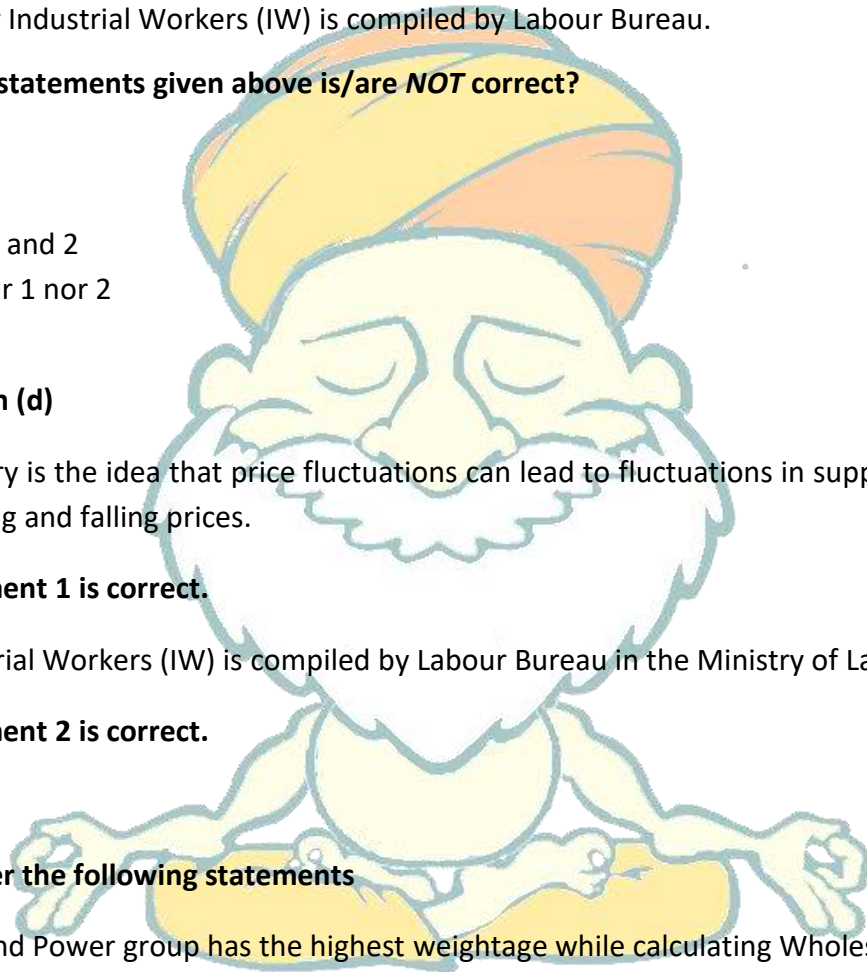 Industrial Workers (IW) is compiled by Labour Bureau.
statements given above is/are NOT correct?
and 2
r 1 nor 2
n (d)
ry is the idea that price fluctuations can lead to fluctuations in supp
g and falling prices.
nent 1 is correct.
rial Workers (IW) is compiled by Labour Bureau in the Ministry of La
nent 2 is correct.
er the following statements
nd Power group has the highest weightage while calculating Wholes